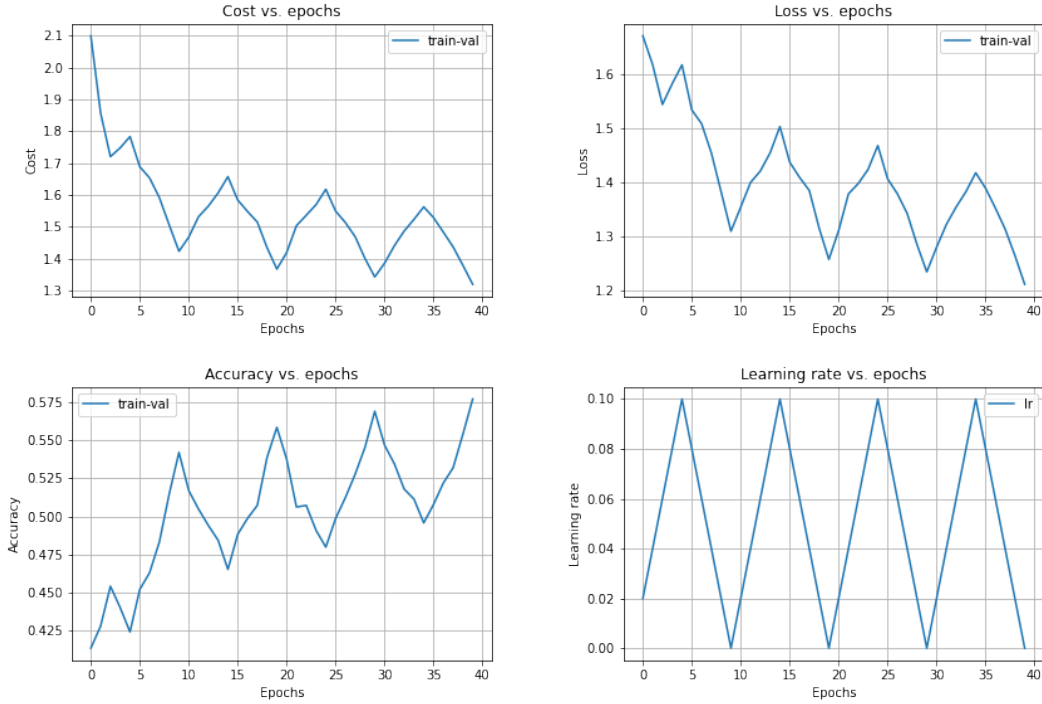 Cost vs. epochs
train-val
2.1
2.0
1.9
1.8
1.7
1.6
1.5
1.4
1.3
Cost
0 5 10 15 20 25 30 35 40
Epochs
Loss vs. epochs
train-val
1.6
1.5
1.4
1.3
1.2
Loss
0 5 10 15 20 25 30 35 40
Epochs
Accuracy vs. epochs
train-val
0.575
0.550
0.525
0.500
0.475
0.450
0.425
Accuracy
0 5 10 15 20 25 30 35 40
Epochs
Learning rate vs. epochs
lr
0.10
0.08
0.06
0.04
0.02
0.00
Learning rate
0 5 10 15 20 25 30 35 40
Epochs